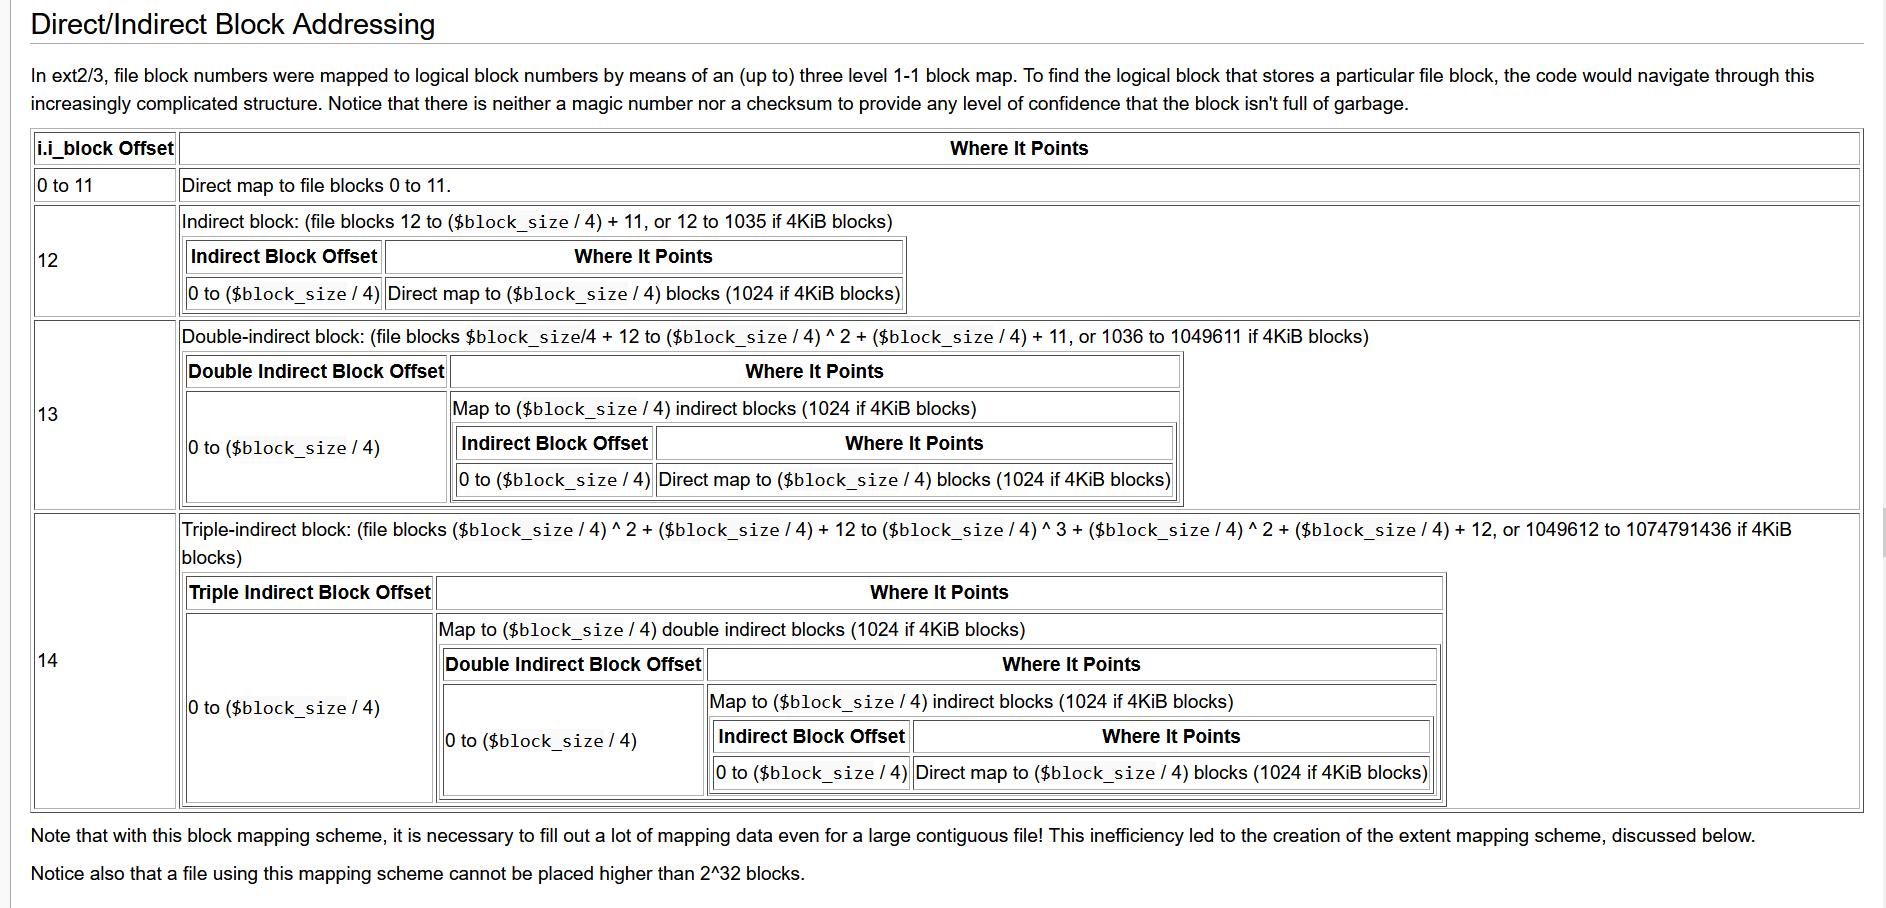 Direct/Indirect Block Addressing
In ext2/3, file block numbers were mapped to logical block numbers by means of an (up to) three level 1-1 block map. To find the logical block that stores a particular file block, the code would navigate through this
increasingly complicated structure. Notice that there is neither a magic number nor a checksum to provide any level of confidence that the block isn't full of garbage.
i.i_block Offset Where It Points
0 to 11 Direct map to file blocks 0 to 11.
12
Indirect block: (file blocks 12 to ($block_size / 4) + 11, or 12 to 1035 if 4KiB blocks)
Indirect Block Offset Where It Points
0 to ($block_size / 4) Direct map to ($block_size / 4) blocks (1024 if 4KiB blocks)
13
Double-indirect block: (file blocks $block_size/4 + 12 to ($block_size / 4) ^ 2 + ($block_size / 4) + 11, or 1036 to 1049611 if 4KiB blocks)
Double Indirect Block Offset Where It Points
0 to ($block_size / 4)
Map to ($block_size / 4) indirect blocks (1024 if 4KiB blocks)
Indirect Block Offset Where It Points
0 to ($block_size / 4) Direct map to ($block_size / 4) blocks (1024 if 4KiB blocks)
14
Triple-indirect block: (file blocks ($block_size / 4) ^ 2 + ($block_size / 4) + 12 to ($block_size / 4) ^ 3 + ($block_size / 4) ^ 2 + ($block_size / 4) + 12, or 1049612 to 1074791436 if 4KiB
blocks)
Triple Indirect Block Offset Where It Points
0 to ($block_size / 4)
Map to ($block_size / 4) double indirect blocks (1024 if 4KiB blocks)
Double Indirect Block Offset Where It Points
0 to ($block_size / 4)
Map to ($block_size / 4) indirect blocks (1024 if 4KiB blocks)
Indirect Block Offset Where It Points
0 to ($block_size / 4) Direct map to ($block_size / 4) blocks (1024 if 4KiB blocks)
Note that with this block mapping scheme, it is necessary to fill out a lot of mapping data even for a large contiguous file! This inefficiency led to the creation of the extent mapping scheme, discussed below.
Notice also that a file using this mapping scheme cannot be placed higher than 2^32 blocks.